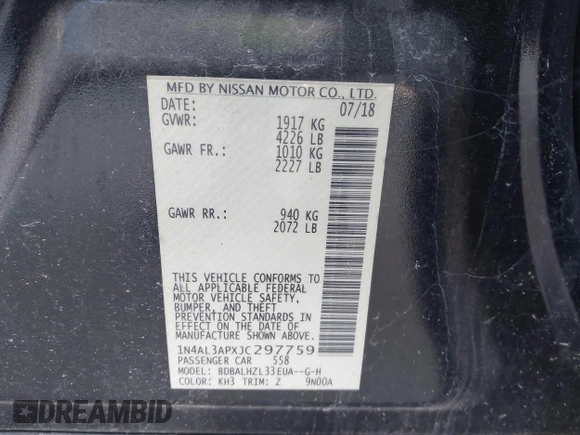 MFD BY NISSAN MOTOR CO., LTD.
DATE: 07/18
GVWR: 1917 KG
4226 LB
GAWR FR.: 1010 KG
2227 LB
GAWR RR.: 940 KG
2072 LB
THIS VEHICLE CONFORMS TO
ALL APPLICABLE FEDERAL
MOTOR VEHICLE SAFETY,
BUMPER, AND THEFT
PREVENTION STANDARDS IN
EFFECT ON THE DATE OF
MANUFACTURE SHOWN ABOVE.
1N4AL3APXJC297759
PASSENGER CAR 558
MODEL: BDBALHZL33EUA--G-H
COLOR: KH3 TRIM: Z 9N00A
CARFAST.EXPRESS